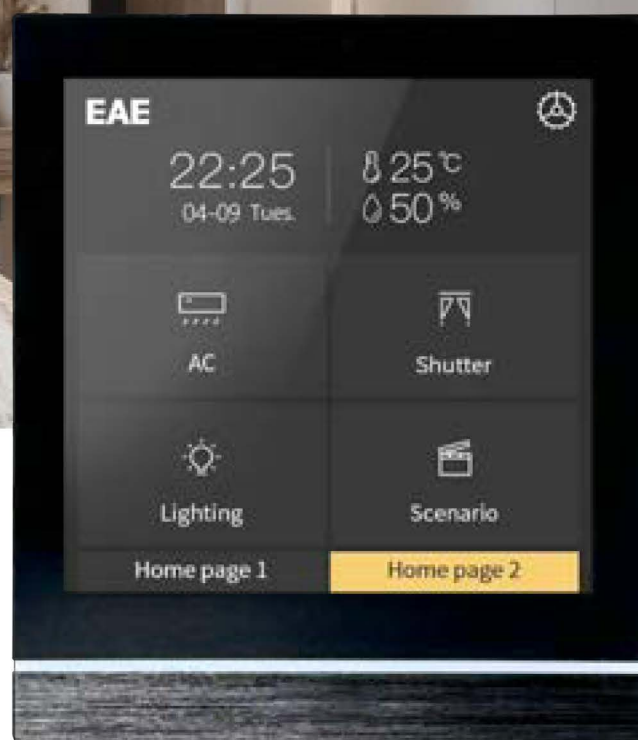 EAE
22:25
04-09 Tues.
25℃
50%
AC
Shutter
Lighting
Scenario
Home page 1
Home page 2